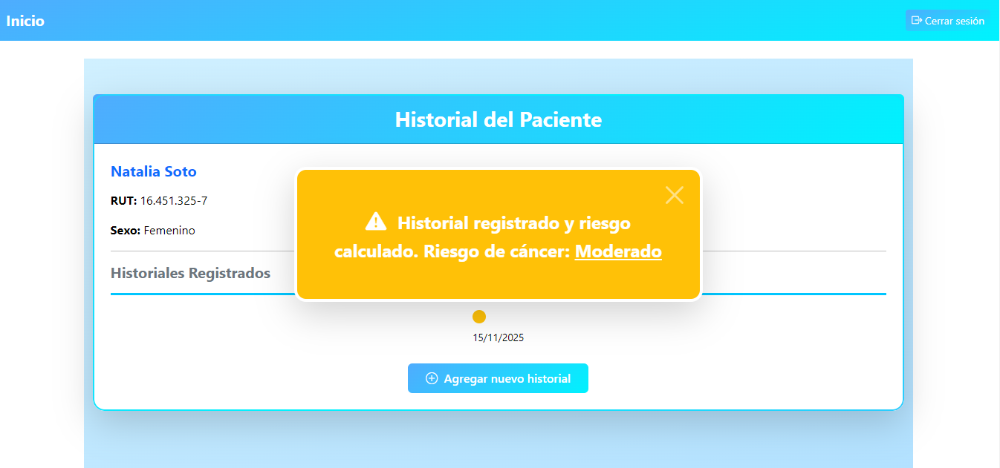 Inicio
Cerrar sesión
Historial del Paciente
Natalia Soto
RUT: 16.451.325-7
Sexo: Femenino
Historial registrado y riesgo
calculado. Riesgo de cáncer: Moderado
Historiales Registrados
15/11/2025
Agregar nuevo historial